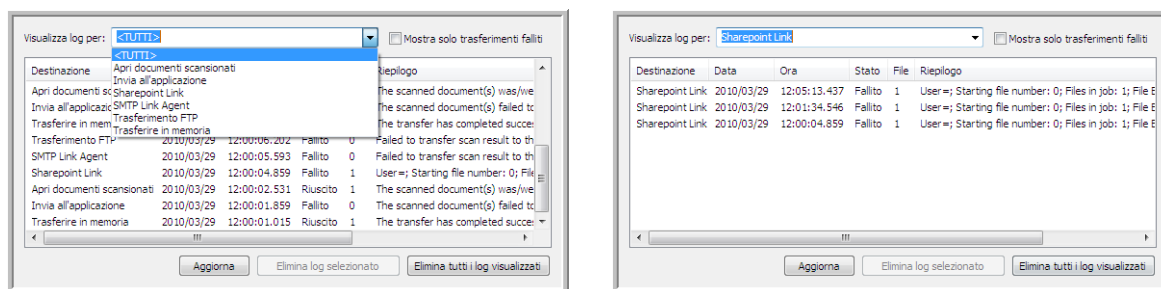 Visualizza log per: <TUTTI> Mostra solo trasferimenti falliti
<TUTTI>
Apri documenti scansionati
Invia all'applicazione
Sharepoint Link
SMTP Link Agent
Trasferimento FTP
Trasferire in memoria
Destinazione Riepilogo
Apri documenti sc The scanned document(s) was/we
Invia all'applicazio The scanned document(s) failed to
Trasferire in mem The transfer has completed succe
Trasferimento FTP 2010/03/29 12:00:06.202 Fallito 0 Failed to transfer scan result to th
SMTP Link Agent 2010/03/29 12:00:05.593 Fallito 0 Failed to transfer scan result to th
Sharepoint Link 2010/03/29 12:00:04.859 Fallito 1 User=; Starting file number: 0; File
Apri documenti scansionati 2010/03/29 12:00:02.531 Riuscito 1 The scanned document(s) was/we
Invia all'applicazione 2010/03/29 12:00:01.859 Fallito 0 The scanned document(s) failed to
Trasferire in memoria 2010/03/29 12:00:01.015 Riuscito 1 The transfer has completed succes
Aggiorna Elimina log selezionato Elimina tutti i log visualizzati
Visualizza log per: Sharepoint Link Mostra solo trasferimenti falliti
Destinazione Data Ora Stato File Riepilogo
Sharepoint Link 2010/03/29 12:05:13.437 Fallito 1 User=; Starting file number: 0; Files in job: 1; File E
Sharepoint Link 2010/03/29 12:01:34.546 Fallito 1 User=; Starting file number: 0; Files in job: 1; File E
Sharepoint Link 2010/03/29 12:00:04.859 Fallito 1 User=; Starting file number: 0; Files in job: 1; File E
Aggiorna Elimina log selezionato Elimina tutti i log visualizzati